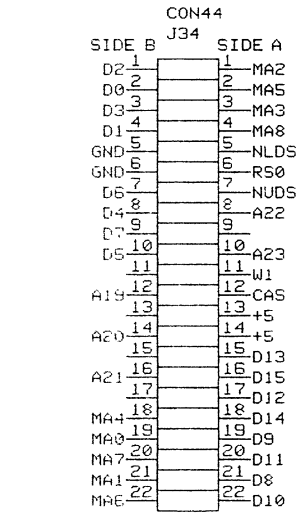 CON44
J34
SIDE B SIDE A
D2 1 1 MA2
D0 2 2 MA5
D3 3 3 MA3
D1 4 4 MA8
GND 5 5 NLDS
GND 6 6 RS0
D6 7 7 NUDS
D4 8 8 A22
D7 9 9
D5 10 10 A23
11 11 W1
A19 12 12 CAS
13 13 +5
A20 14 14 +5
15 15 D13
A21 16 16 D15
17 17 D12
MA4 18 18 D14
MA0 19 19 D9
MA7 20 20 D11
MA1 21 21 D8
MA6 22 22 D10